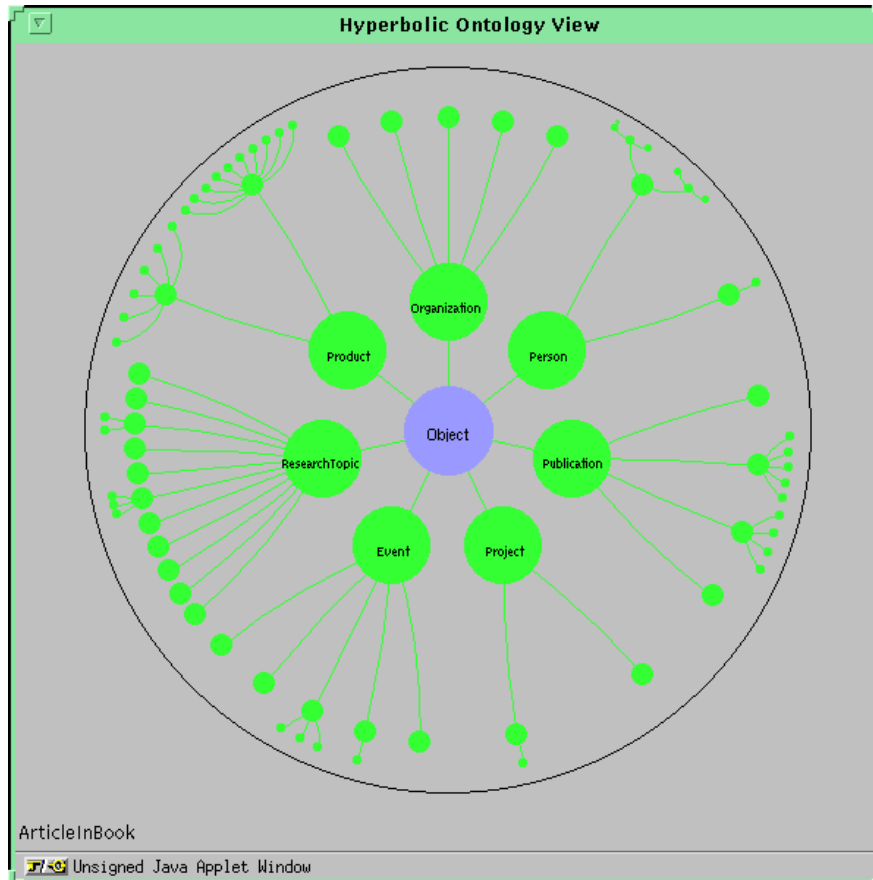 Hyperbolic Ontology View
Organization
Product
Person
Object
ResearchTopic
Publication
Event
Project
ArticleInBook
Unsigned Java Applet Window